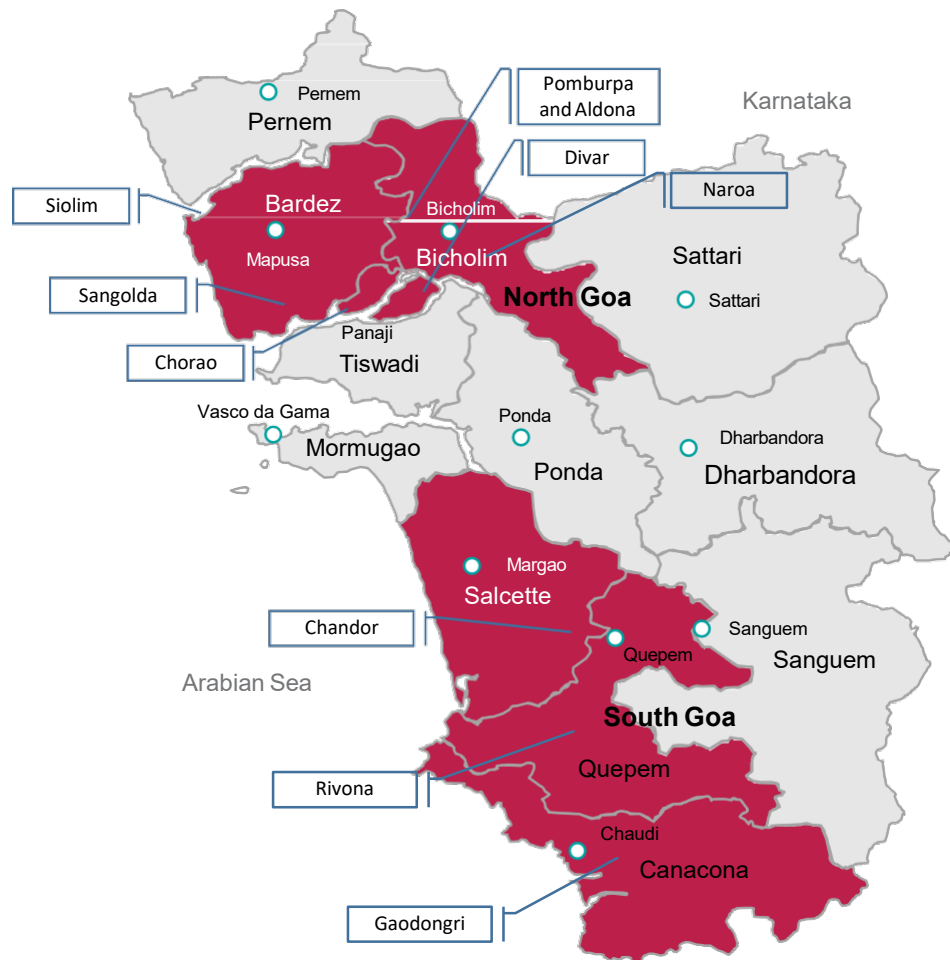 Pomburpa
and Aldona
Karnataka
Pernem
Pernem
Divar
Naroa
Siolim
Bardez
Bicholim
Mapusa
Bicholim
Sattari
Sangolda
North Goa
Sattari
Panaji
Chorao
Tiswadi
Vasco da Gama
Ponda
Mormugao
Dharbandora
Ponda
Dharbandora
Margao
Salcette
Chandor
Sanguem
Quepem
Sanguem
Arabian Sea
South Goa
Quepem
Rivona
Chaudi
Canacona
Gaodongri